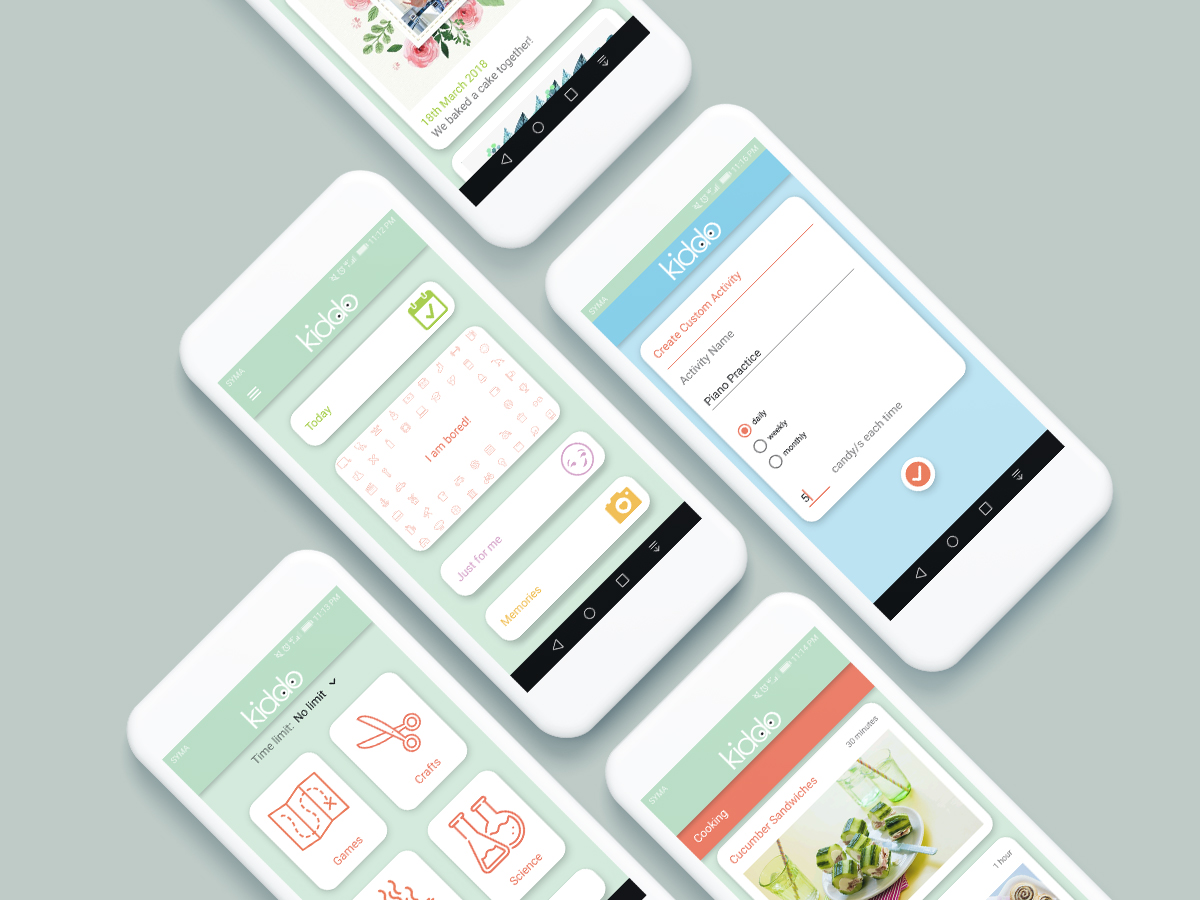 18th March 2018
We baked a cake together!
SYMA
11:12 PM
kiddo
Today
I am bored!
Just for me
Memories
SYMA
11:16 PM
kiddo
Create Custom Activity
Activity Name
Piano Practice
daily
weekly
monthly
5
candy/s each time
SYMA
11:13 PM
kiddo
Time limit: No limit
Crafts
Games
Science
SYMA
11:14 PM
kiddo
Cooking
Cucumber Sandwiches
30 minutes
1 hour